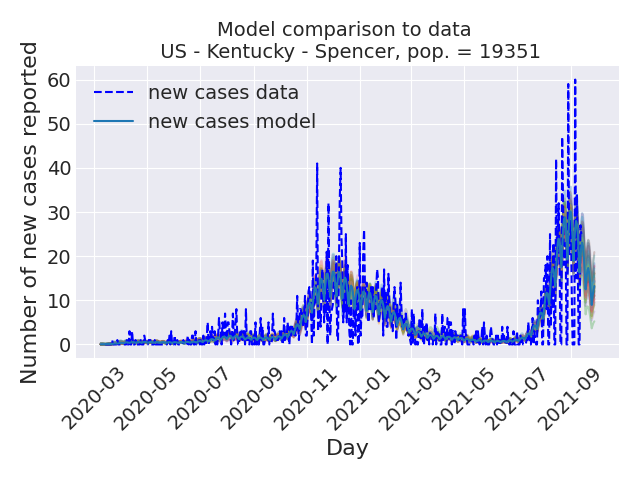 Model comparison to data
US - Kentucky - Spencer, pop. = 19351
Number of new cases reported
60
50
40
30
20
10
0
new cases data
new cases model
2020-03
2020-05
2020-07
2020-09
2020-11
2021-01
2021-03
2021-05
2021-07
2021-09
Day